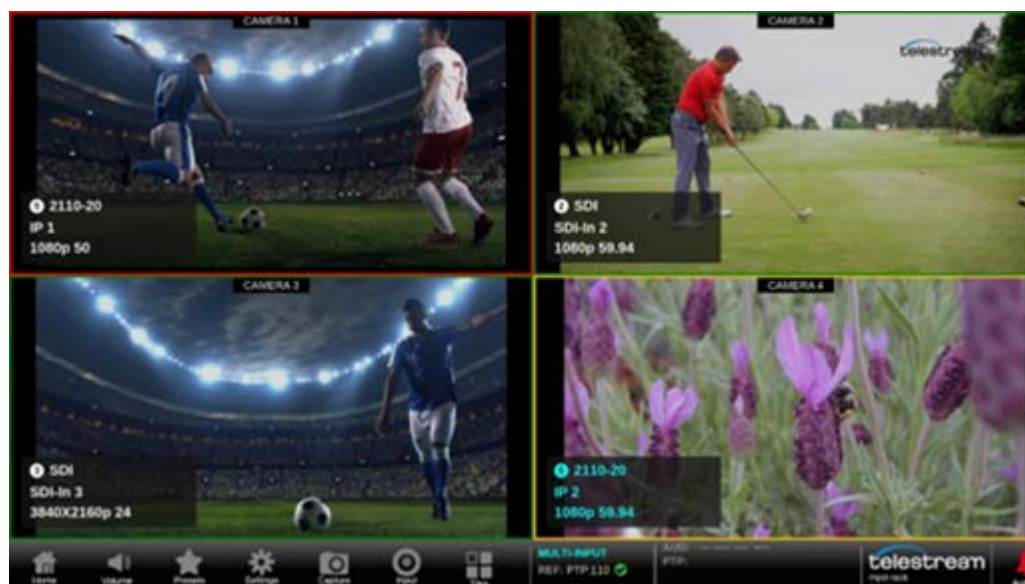 CAMERA 1
CAMERA 2
telestream
2110-20
IP 1
1080p 50
2 SDI
SDI-In 2
1080p 59.94
CAMERA 3
CAMERA 4
3 SDI
SDI-In 3
3840X2160p 24
2110-20
IP 2
1080p 59.94
Home
Volume
Presets
Settings
Capture
Input
MULTI-INPUT
REF: PTP 110
PTP:
telestream